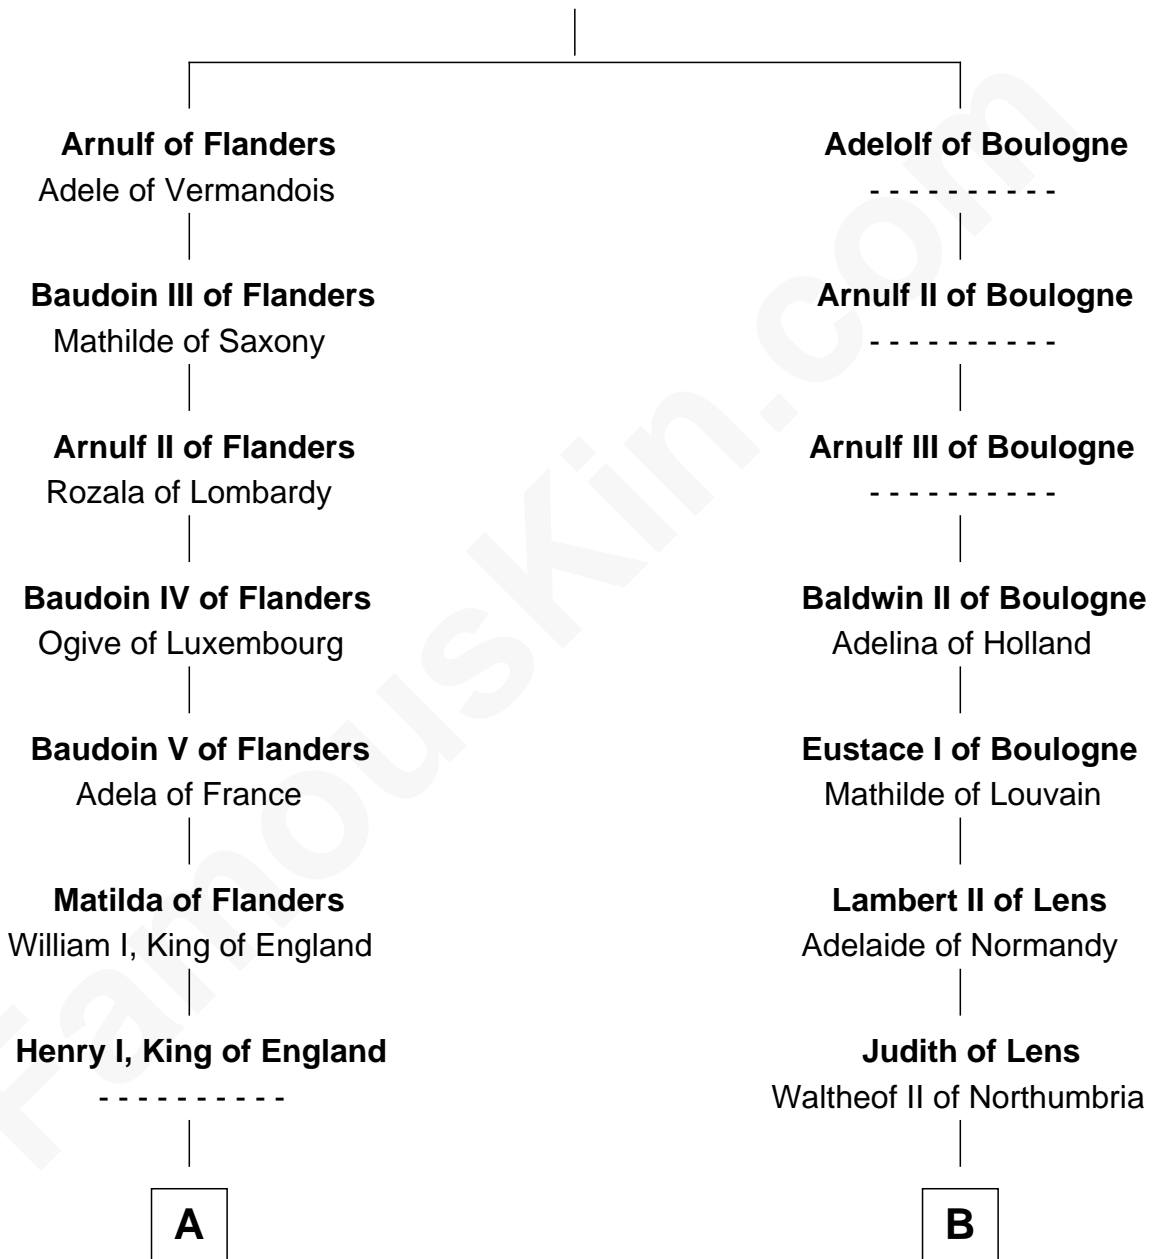 Arnulf of Flanders
Adele of Vermandois
Baudoin III of Flanders
Mathilde of Saxony
Arnulf II of Flanders
Rozala of Lombardy
Baudoin IV of Flanders
Ogive of Luxembourg
Baudoin V of Flanders
Adela of France
Matilda of Flanders
William I, King of England
Henry I, King of England
- - - - - - - - - -
A
Adelolf of Boulogne
- - - - - - - - - -
Arnulf II of Boulogne
- - - - - - - - - -
Arnulf III of Boulogne
- - - - - - - - - -
Baldwin II of Boulogne
Adelina of Holland
Eustace I of Boulogne
Mathilde of Louvain
Lambert II of Lens
Adelaide of Normandy
Judith of Lens
Waltheof II of Northumbria
B
FamousKin.com